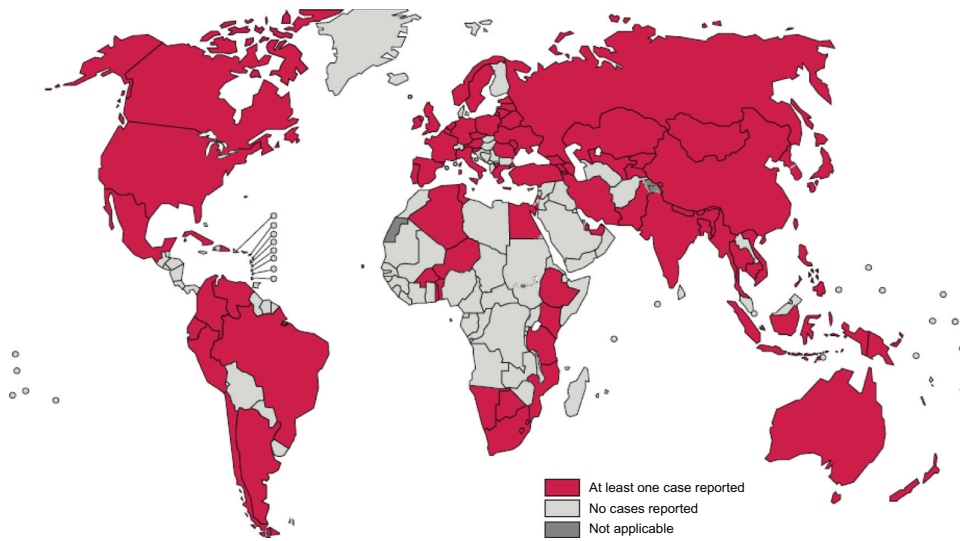 At least one case reported
No cases reported
Not applicable